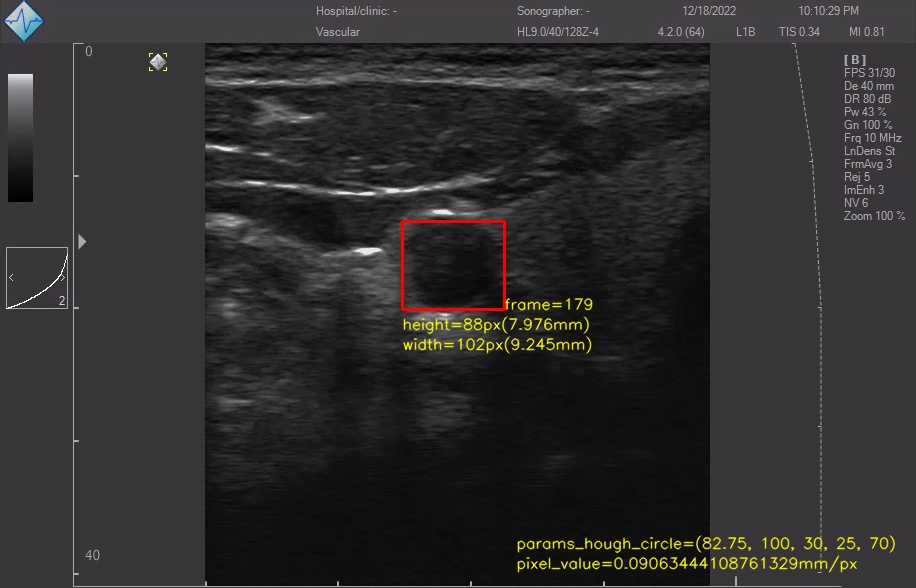 Hospital/clinic: - Sonographer: - 12/18/2022 10:10:29 PM
Vascular HL9.0/40/128Z-4 4.2.0 (64) L1B TIS 0.34 MI 0.81
0
[ B ]
FPS 31/30
De 40 mm
DR 80 dB
Pw 43 %
Gn 100 %
Frq 10 MHz
LnDens St
FrmAvg 3
Rej 5
ImEnh 3
NV 6
Zoom 100 %
2
frame=179
height=88px(7.976mm)
width=102px(9.245mm)
params_hough_circle=(82.75, 100, 30, 25, 70)
40
pixel_value=0.09063444108761329mm/px